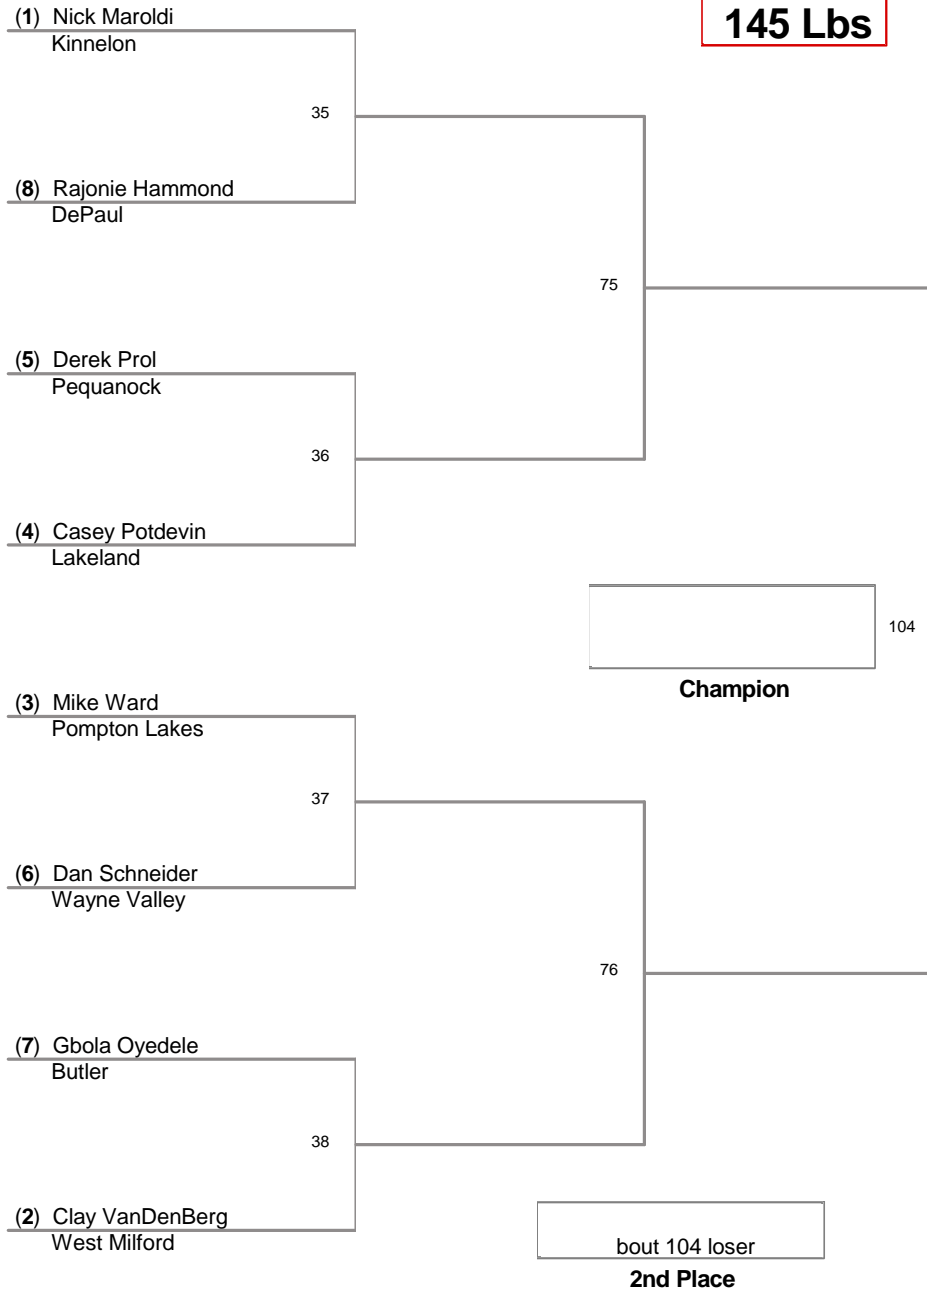 (1) Nick Maroldi
145 Lbs
Kinnelon
35
(8) Rajonie Hammond
DePaul
75
(5) Derek Prol
Pequanock
36
(4) Casey Potdevin
Lakeland
104
Champion
(3) Mike Ward
Pompton Lakes
37
(6) Dan Schneider
Wayne Valley
76
(7) Gbola Oyedele
Butler
38
(2) Clay VanDenBerg
West Milford
bout 104 loser
2nd Place